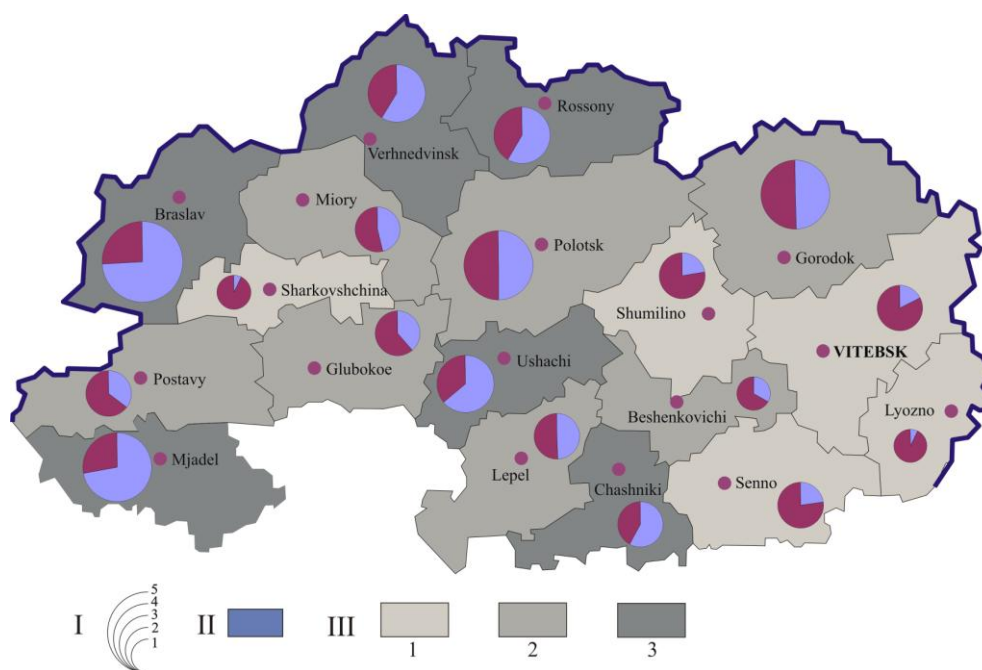 Rossony
Verhnedvinsk
Miory
Braslav
Polotsk
Gorodok
Sharkovshchina
Shumilino
VITEBSK
Ushachi
Glubokoe
Postavy
Beshenkovichi
Lyozno
Mjadel
Lepel
Chashniki
Senno
I
5
4
3
2
1
II
III
1
2
3